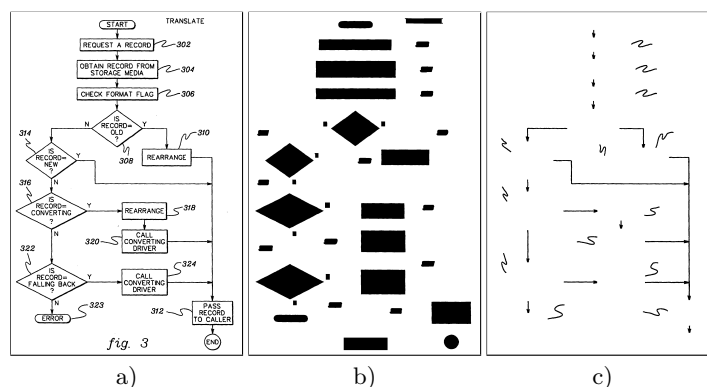 START
TRANSLATE
REQUEST A RECORD
302
OBTAIN RECORD FROM
STORAGE MEDIA
304
CHECK FORMAT FLAG
306
IS
RECORD=
OLD
?
N
Y
308
310
REARRANGE
314
IS
RECORD=
NEW
?
Y
N
316
IS
RECORD=
CONVERTING
?
Y
REARRANGE
318
N
320
CALL
CONVERTING
DRIVER
322
IS
RECORD=
FALLING BACK
?
Y
CALL
CONVERTING
DRIVER
324
N
ERROR
323
312
PASS
RECORD
TO CALLER
END
fig. 3
a)
b)
c)